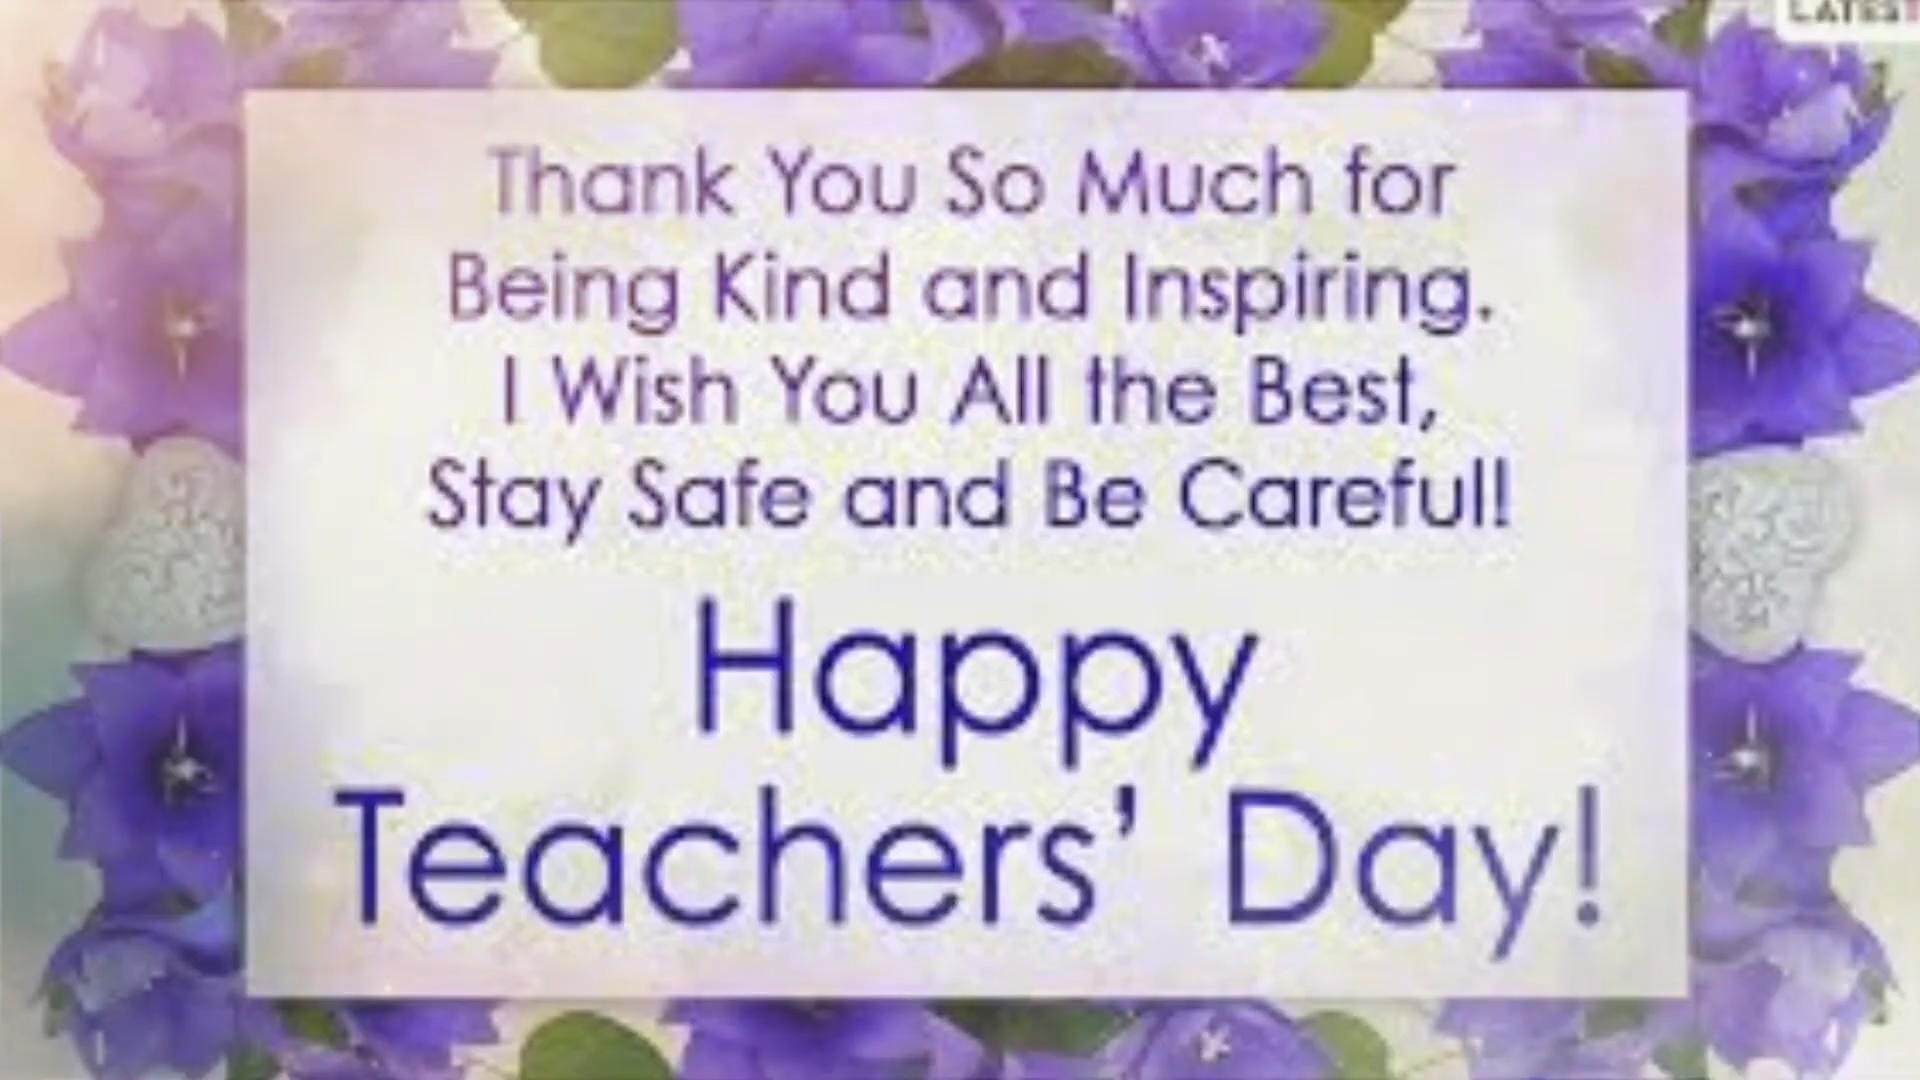 LATEST
Thank You So Much for
Being Kind and Inspiring.
I Wish You All the Best,
Stay Safe and Be Careful!
Happy
Teachers’ Day!